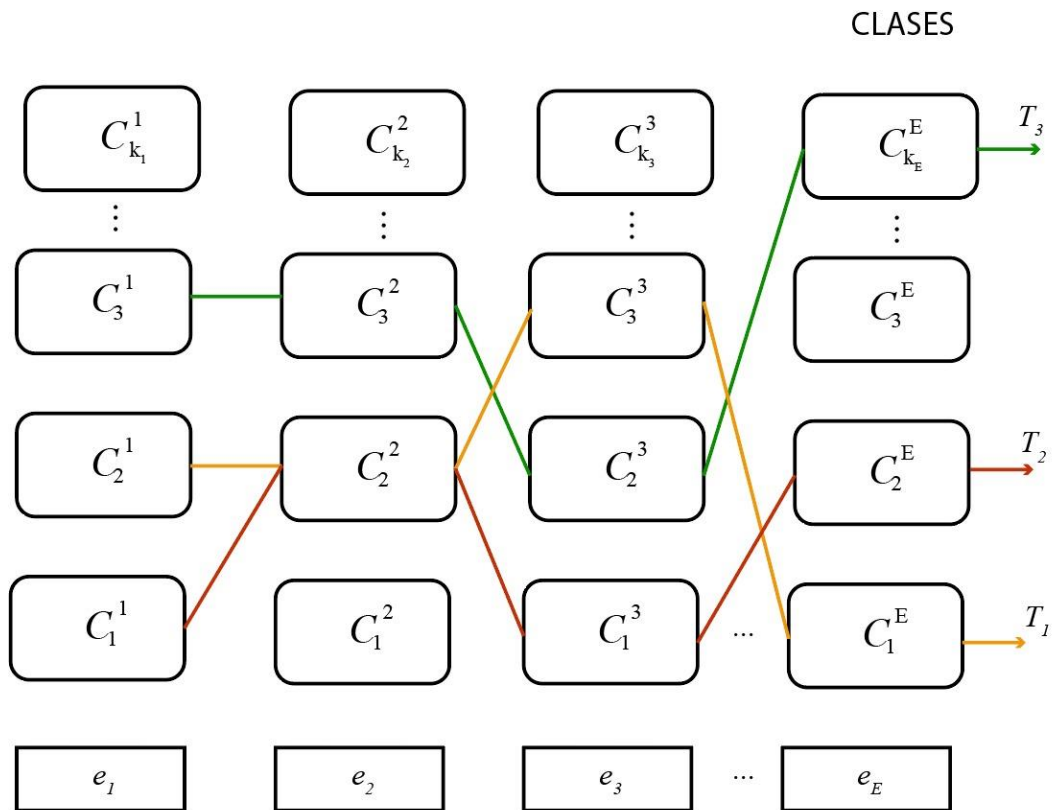 CLASES
C^1_{k_1} C^2_{k_2} C^3_{k_3} C^E_{k_E} T_3
⋮ ⋮ ⋮ ⋮
C^1_3 C^2_3 C^3_3 C^E_3
C^1_2 C^2_2 C^3_2 C^E_2 T_2
C^1_1 C^2_1 C^3_1 ... C^E_1 T_1
e_1 e_2 e_3 ... e_E